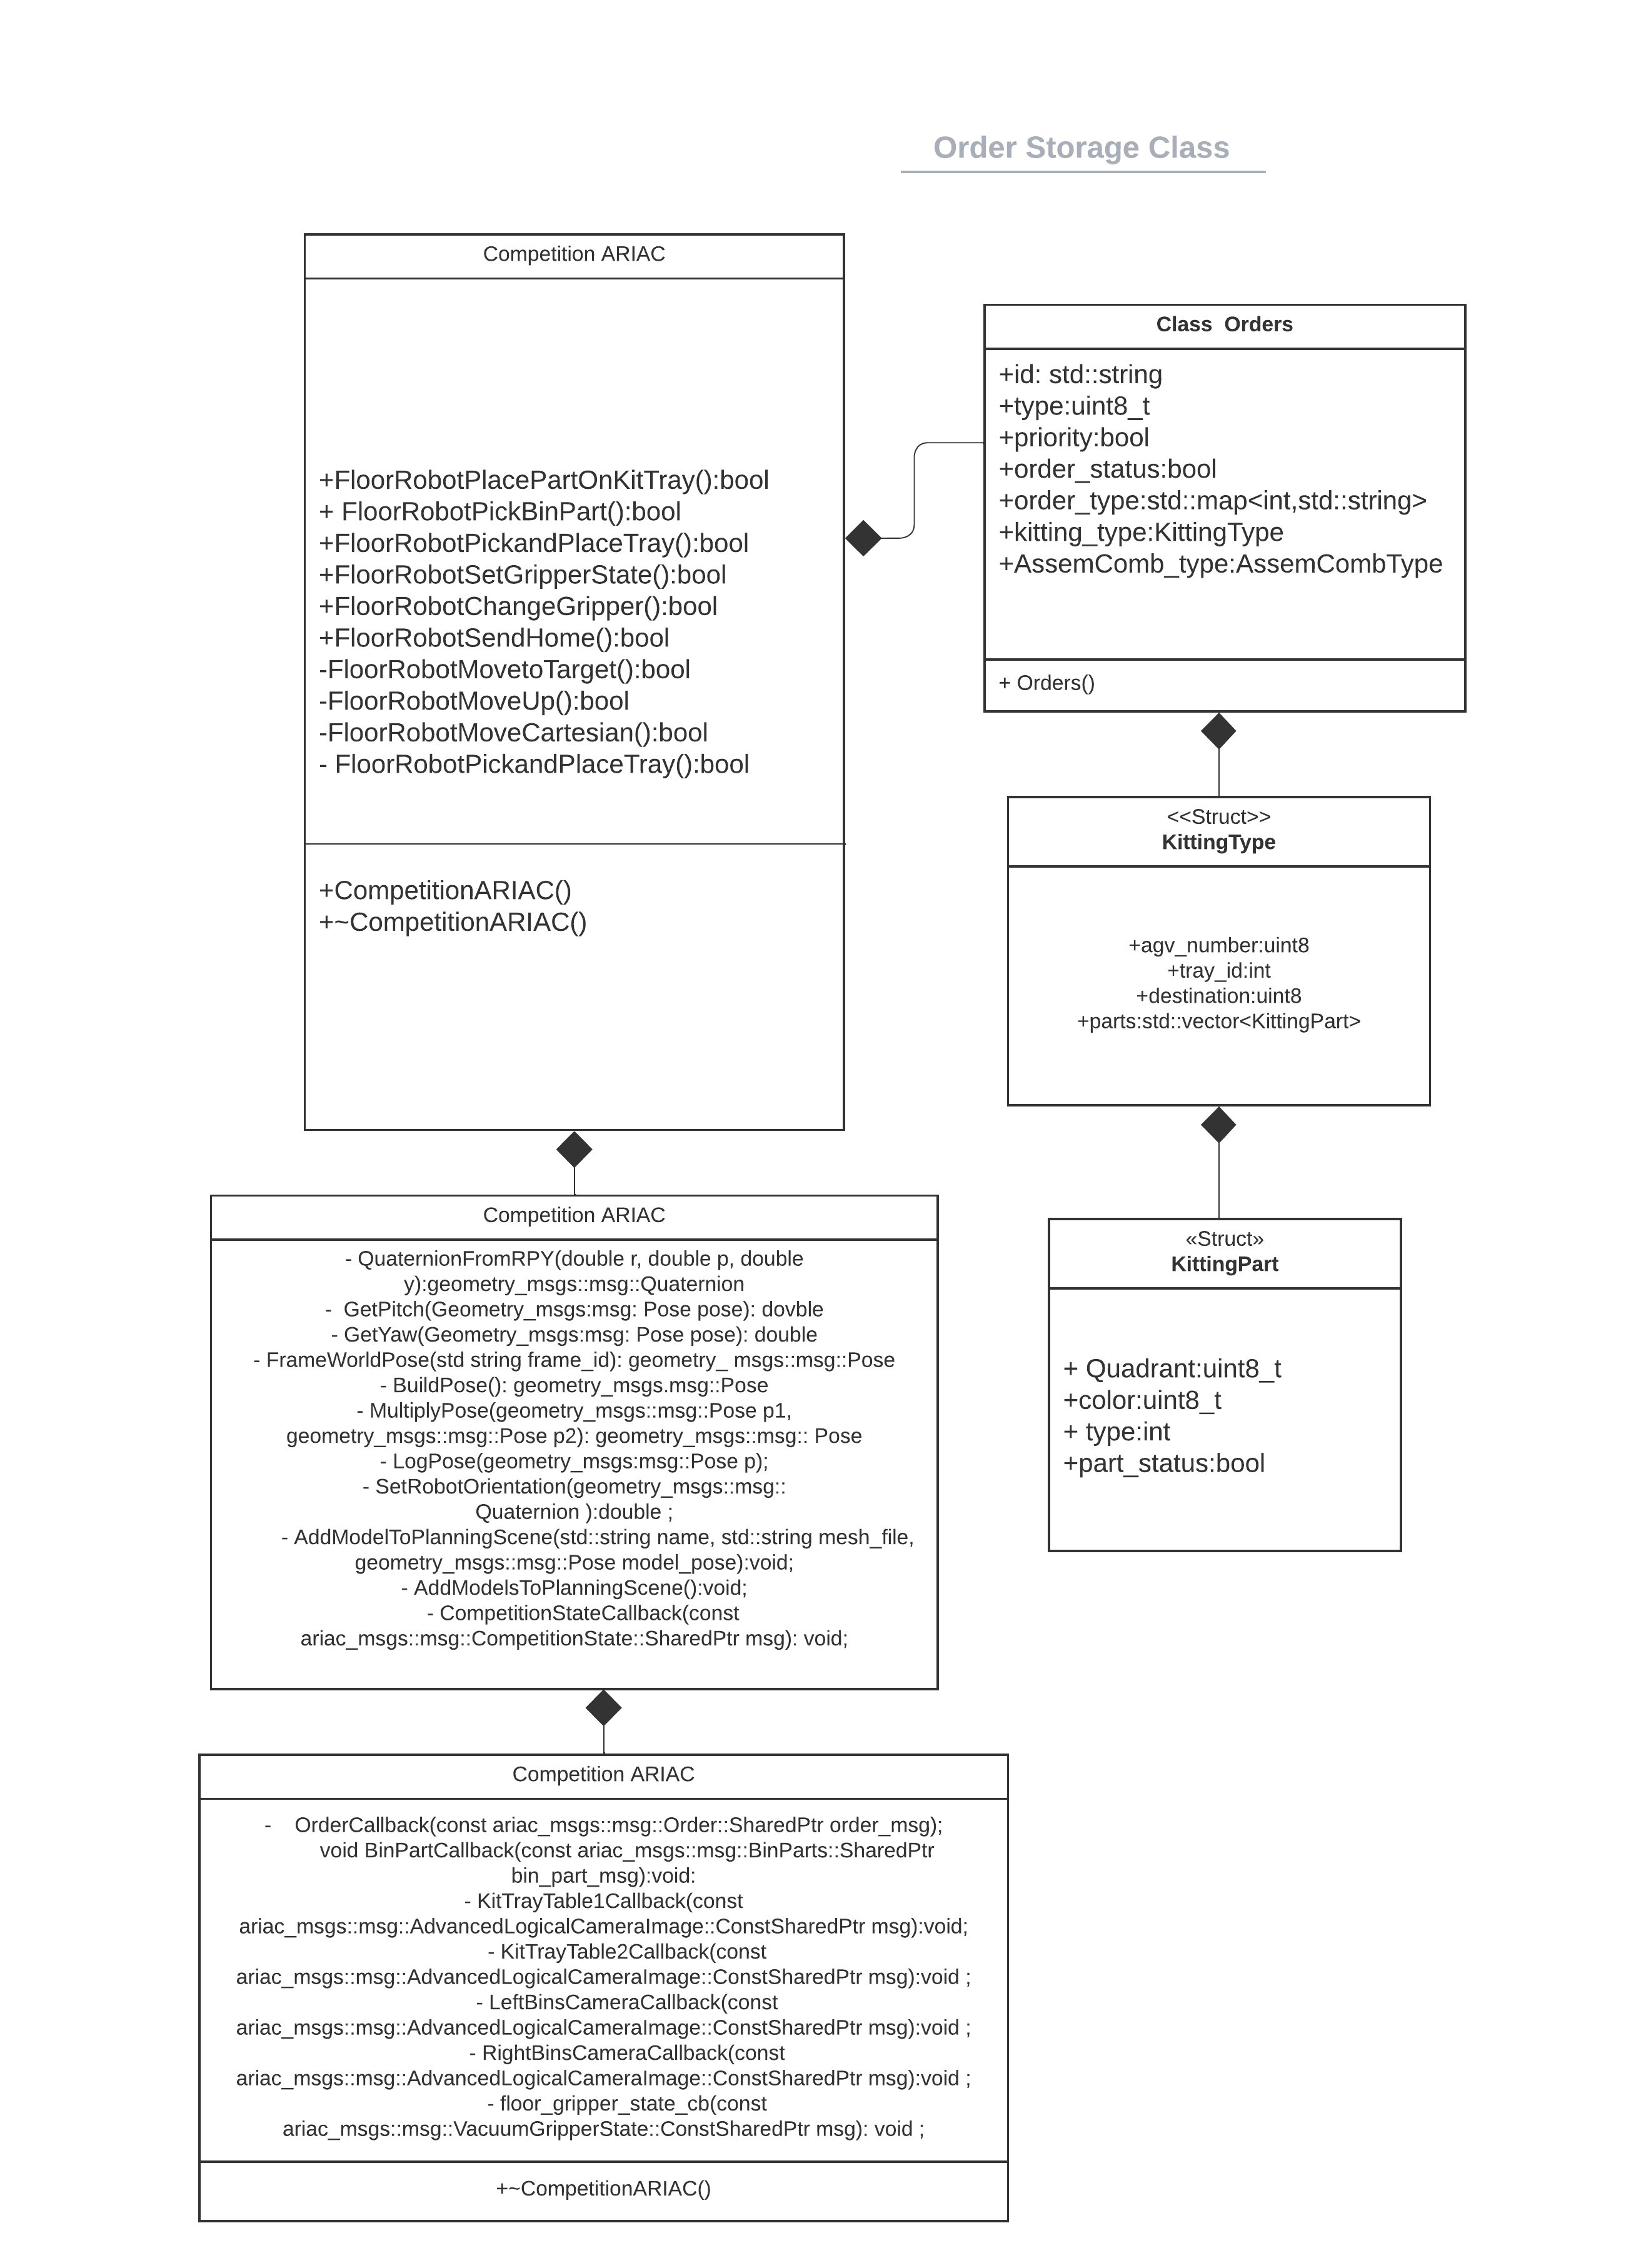 Order Storage Class
Competition ARIAC
+FloorRobotPlacePartOnKitTray():bool
+ FloorRobotPickBinPart():bool
+FloorRobotPickandPlaceTray():bool
+FloorRobotSetGripperState():bool
+FloorRobotChangeGripper():bool
+FloorRobotSendHome():bool
-FloorRobotMovetoTarget():bool
-FloorRobotMoveUp():bool
-FloorRobotMoveCartesian():bool
- FloorRobotPickandPlaceTray():bool
+CompetitionARIAC()
+~CompetitionARIAC()
Class  Orders
+id: std::string
+type:uint8_t
+priority:bool
+order_status:bool
+order_type:std::map<int,std::string>
+kitting_type:KittingType
+AssemComb_type:AssemCombType
+ Orders()
<<Struct>>
KittingType
+agv_number:uint8
+tray_id:int
+destination:uint8
+parts:std::vector<KittingPart>
«Struct»
KittingPart
+ Quadrant:uint8_t
+color:uint8_t
+ type:int
+part_status:bool
Competition ARIAC
- QuaternionFromRPY(double r, double p, double
y):geometry_msgs::msg::Quaternion
-  GetPitch(Geometry_msgs:msg: Pose pose): dovble
- GetYaw(Geometry_msgs:msg: Pose pose): double
- FrameWorldPose(std string frame_id): geometry_ msgs::msg::Pose
- BuildPose(): geometry_msgs.msg::Pose
- MultiplyPose(geometry_msgs::msg::Pose p1,
geometry_msgs::msg::Pose p2): geometry_msgs::msg:: Pose
- LogPose(geometry_msgs:msg::Pose p);
- SetRobotOrientation(geometry_msgs::msg::
Quaternion ):double ;
- AddModelToPlanningScene(std::string name, std::string mesh_file,
geometry_msgs::msg::Pose model_pose):void;
- AddModelsToPlanningScene():void;
- CompetitionStateCallback(const
ariac_msgs::msg::CompetitionState::SharedPtr msg): void;
Competition ARIAC
-    OrderCallback(const ariac_msgs::msg::Order::SharedPtr order_msg);
void BinPartCallback(const ariac_msgs::msg::BinParts::SharedPtr
bin_part_msg):void:
- KitTrayTable1Callback(const
ariac_msgs::msg::AdvancedLogicalCameraImage::ConstSharedPtr msg):void;
- KitTrayTable2Callback(const
ariac_msgs::msg::AdvancedLogicalCameraImage::ConstSharedPtr msg):void ;
- LeftBinsCameraCallback(const
ariac_msgs::msg::AdvancedLogicalCameraImage::ConstSharedPtr msg):void ;
- RightBinsCameraCallback(const
ariac_msgs::msg::AdvancedLogicalCameraImage::ConstSharedPtr msg):void ;
- floor_gripper_state_cb(const
ariac_msgs::msg::VacuumGripperState::ConstSharedPtr msg): void ;
+~CompetitionARIAC()